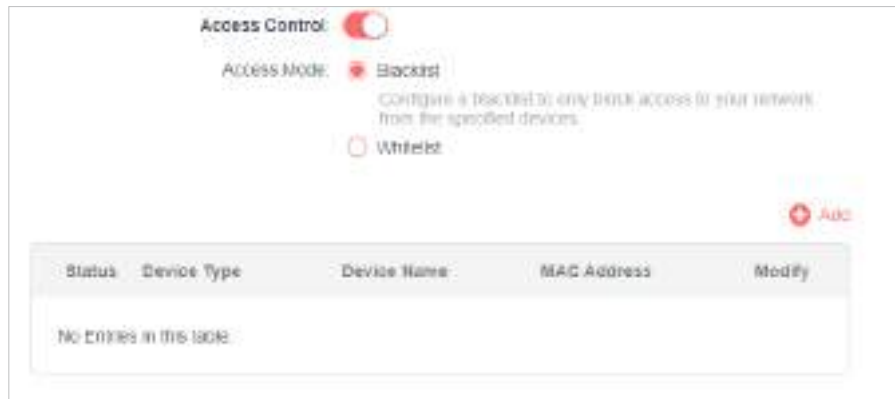 Access Control:
Access Mode: Blacklist
Configure a blacklist to only block access to your network
from the specified devices.
Whitelist
Add
Status Device Type Device Name MAC Address Modify
No Entries in this table.